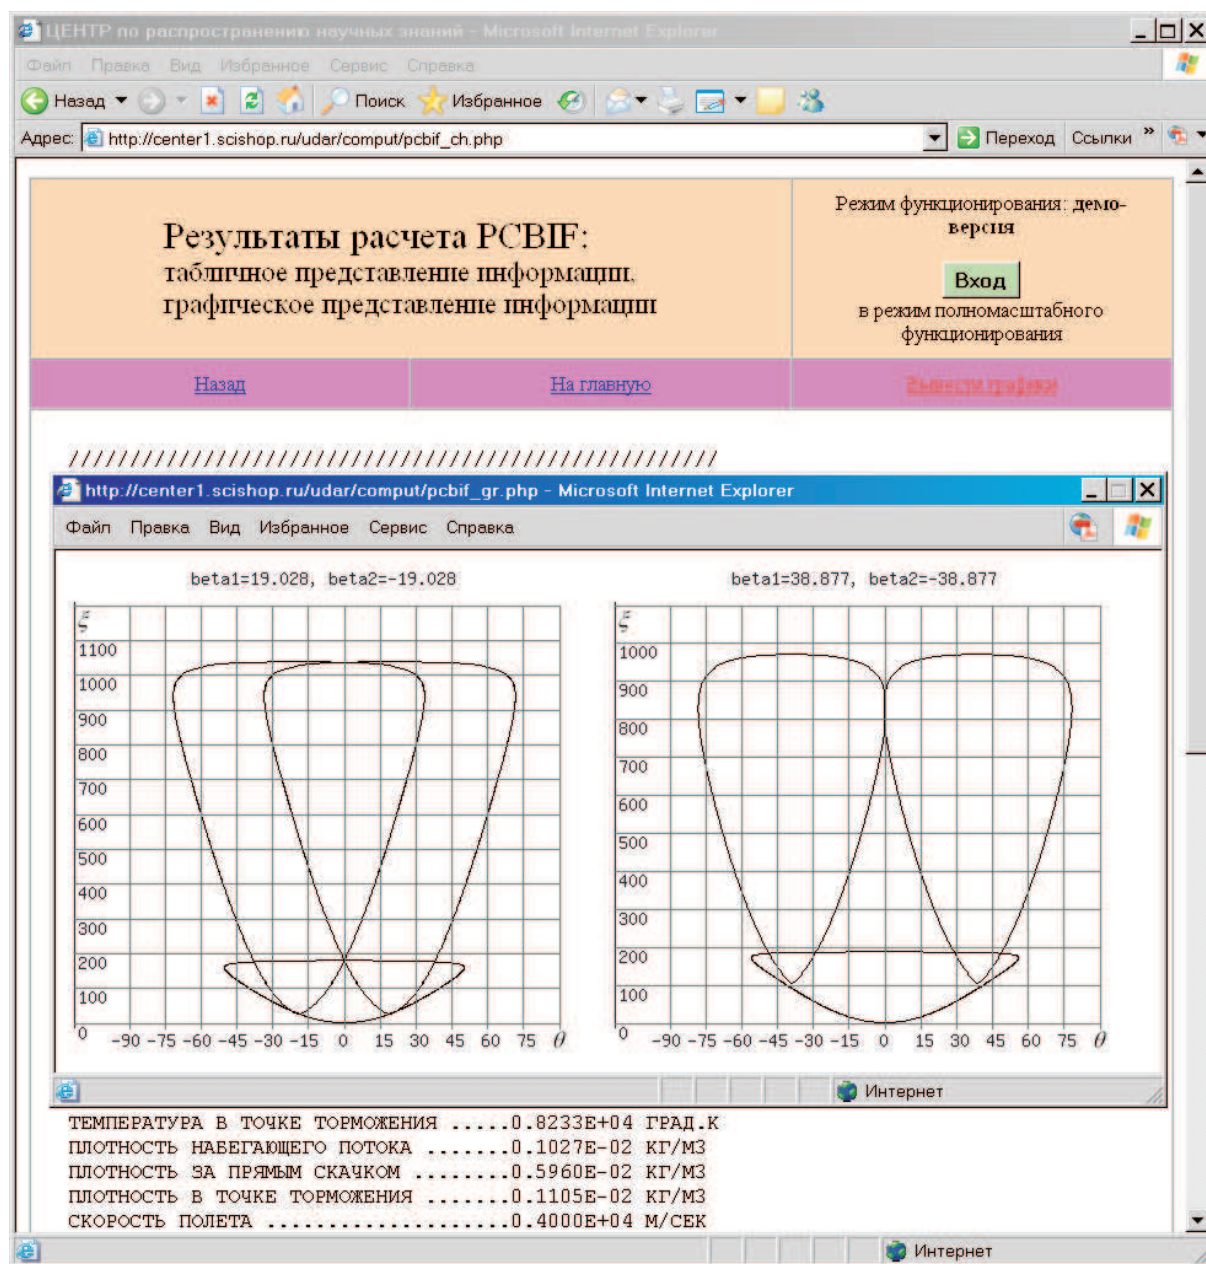 ЦЕНТР по распространению научных знаний - Microsoft Internet Explorer
Файл Правка Вид Избранное Сервис Справка
Назад Поиск Избранное
Адрес: http://center1.scishop.ru/udar/comput/pcbif_ch.php Переход Ссылки »
Результаты расчета PCBIF:
табличное представление информации,
графическое представление информации
Режим функционирования: демо-
версия
Вход
в режим полномасштабного
функционирования
Назад На главную Вывести графики
/////////////////////////////////////////////////////
http://center1.scishop.ru/udar/comput/pcbif_gr.php - Microsoft Internet Explorer
Файл Правка Вид Избранное Сервис Справка
beta1=19.028, beta2=-19.028
ξ
1100
1000
900
800
700
600
500
400
300
200
100
0
-90 -75 -60 -45 -30 -15 0 15 30 45 60 75 θ
beta1=38.877, beta2=-38.877
ξ
1000
900
800
700
600
500
400
300
200
100
0
-90 -75 -60 -45 -30 -15 0 15 30 45 60 75 θ
Интернет
ТЕМПЕРАТУРА В ТОЧКЕ ТОРМОЖЕНИЯ .....0.8233E+04 ГРАД.К
ПЛОТНОСТЬ НАБЕГАЮЩЕГО ПОТОКА .......0.1027E-02 КГ/М3
ПЛОТНОСТЬ ЗА ПРЯМЫМ СКАЧКОМ ........0.5960E-02 КГ/М3
ПЛОТНОСТЬ В ТОЧКЕ ТОРМОЖЕНИЯ .......0.1105E-02 КГ/М3
СКОРОСТЬ ПОЛЕТА ....................0.4000E+04 М/СЕК
Интернет